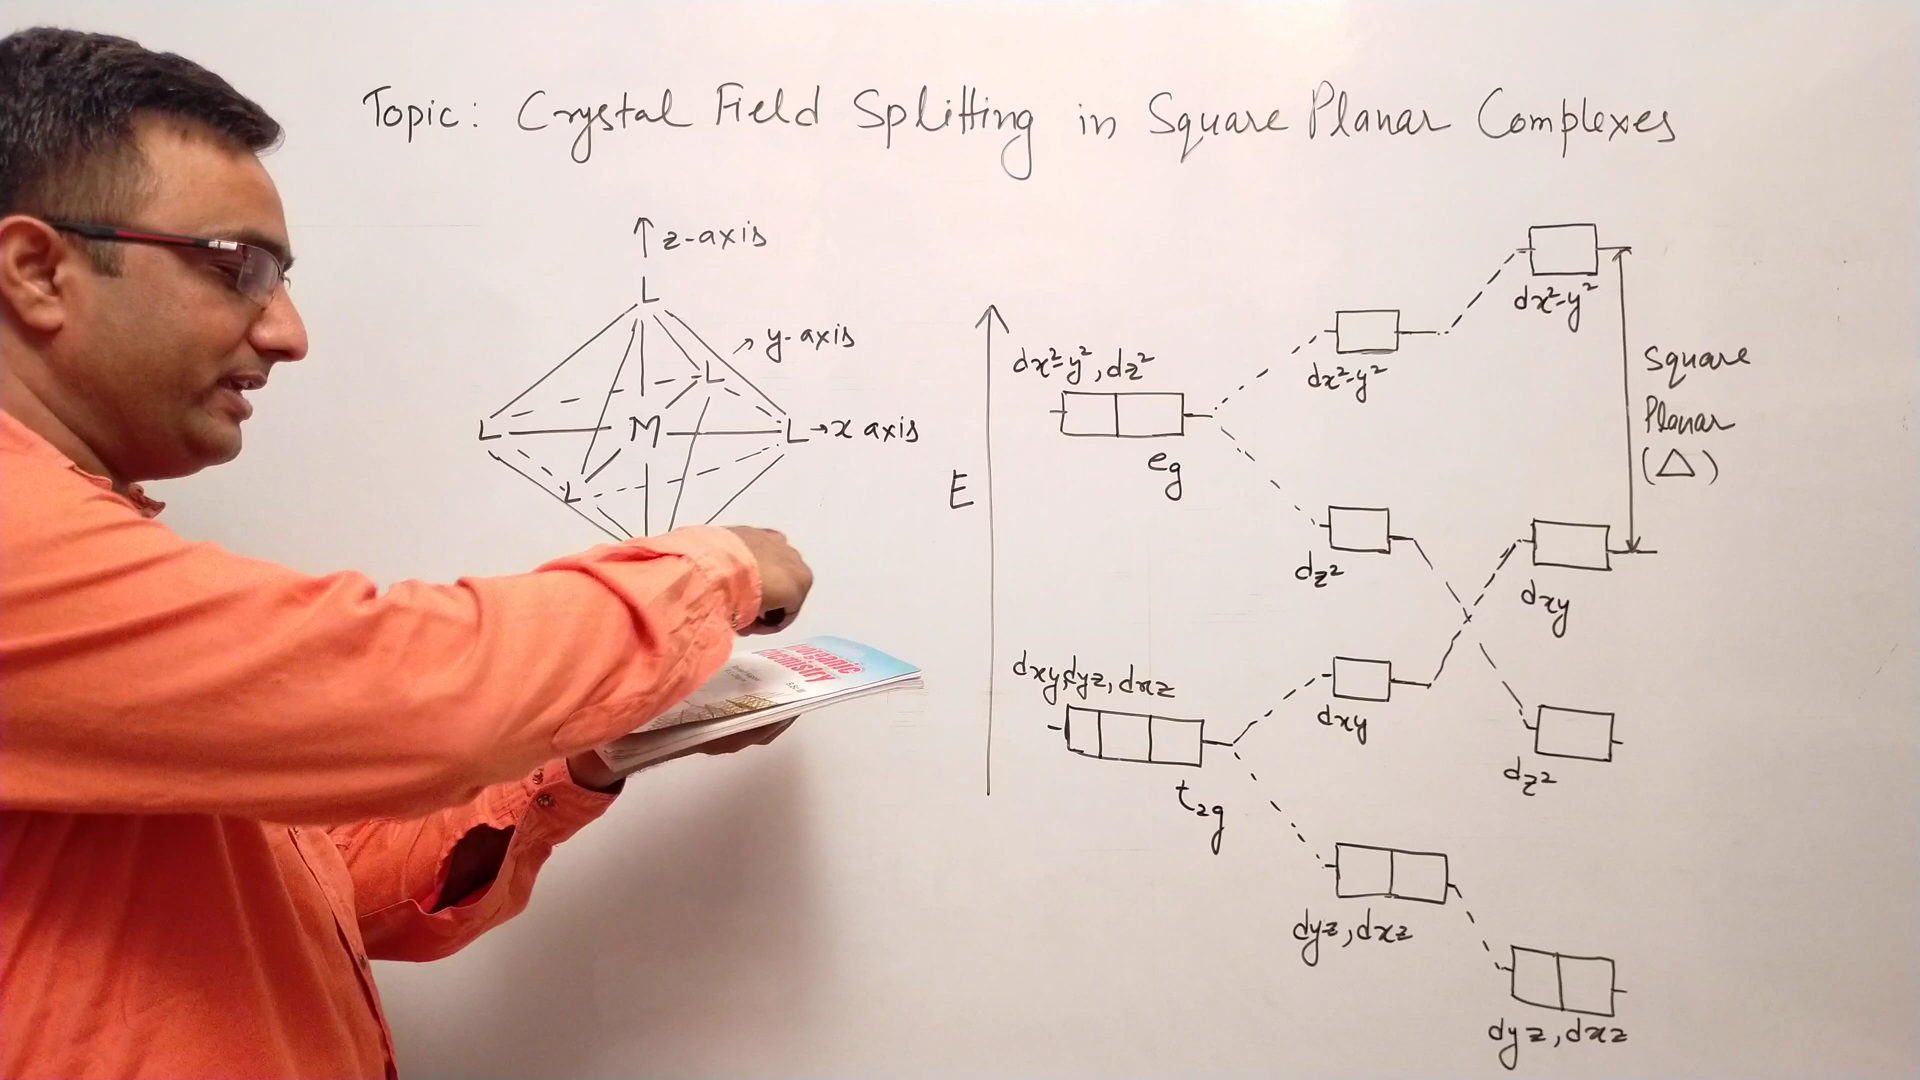 Topic: Crystal Field Splitting in Square Planar Complexes
z-axis
L
y-axis
L
L M L → x axis
L
E
dx²-y², dz²
eg
dxy, dyz, dxz
t₂g
dx²-y²
dz²
dxy
dyz, dxz
dx²-y²
dxy
dz²
dyz, dxz
Square
Planar
(△)
Chemistry